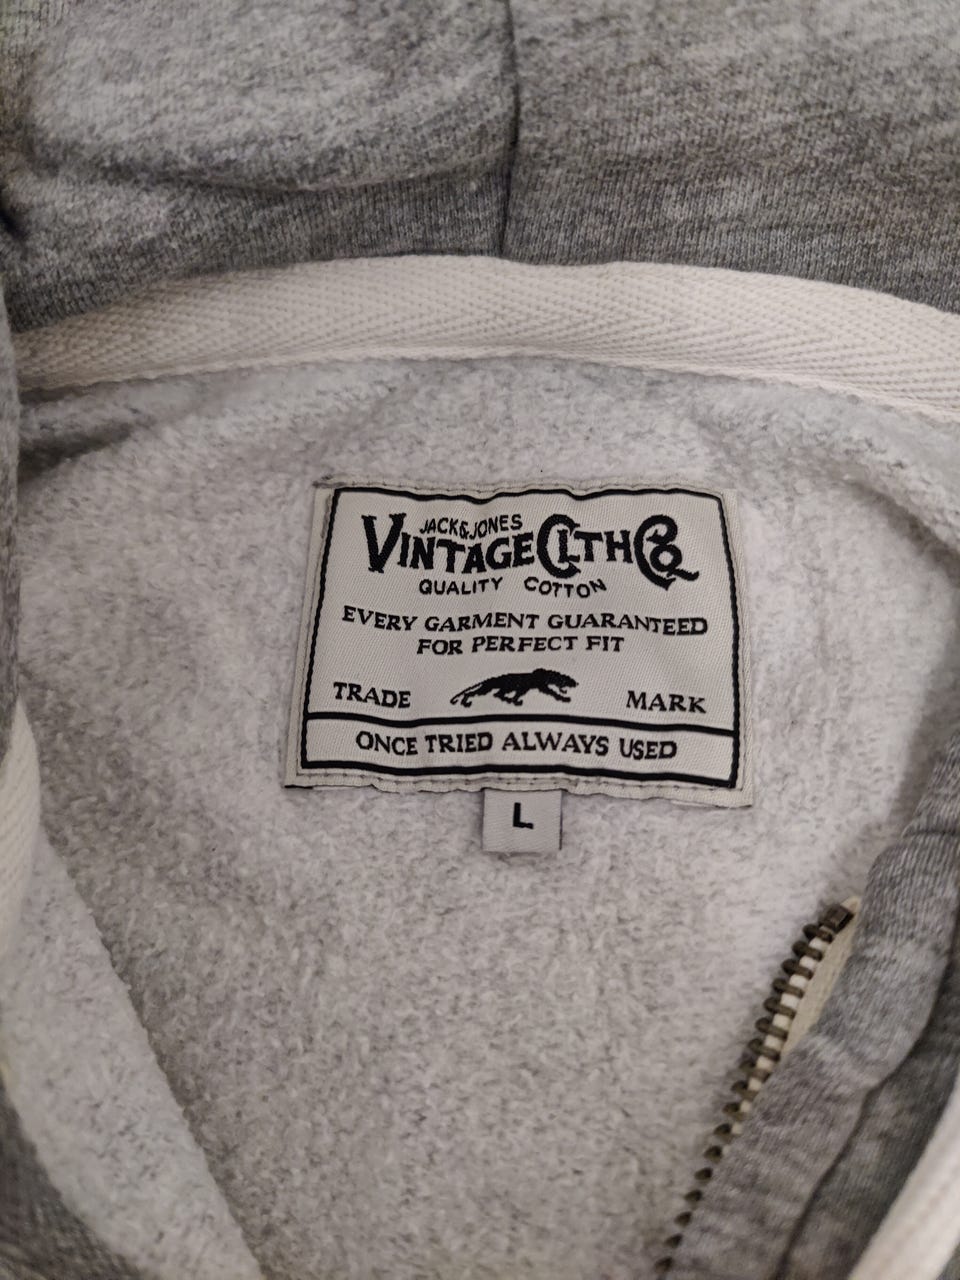 JACK&JONES
VINTAGE CLTH CO
QUALITY COTTON
EVERY GARMENT GUARANTEED
FOR PERFECT FIT
TRADE MARK
ONCE TRIED ALWAYS USED
L